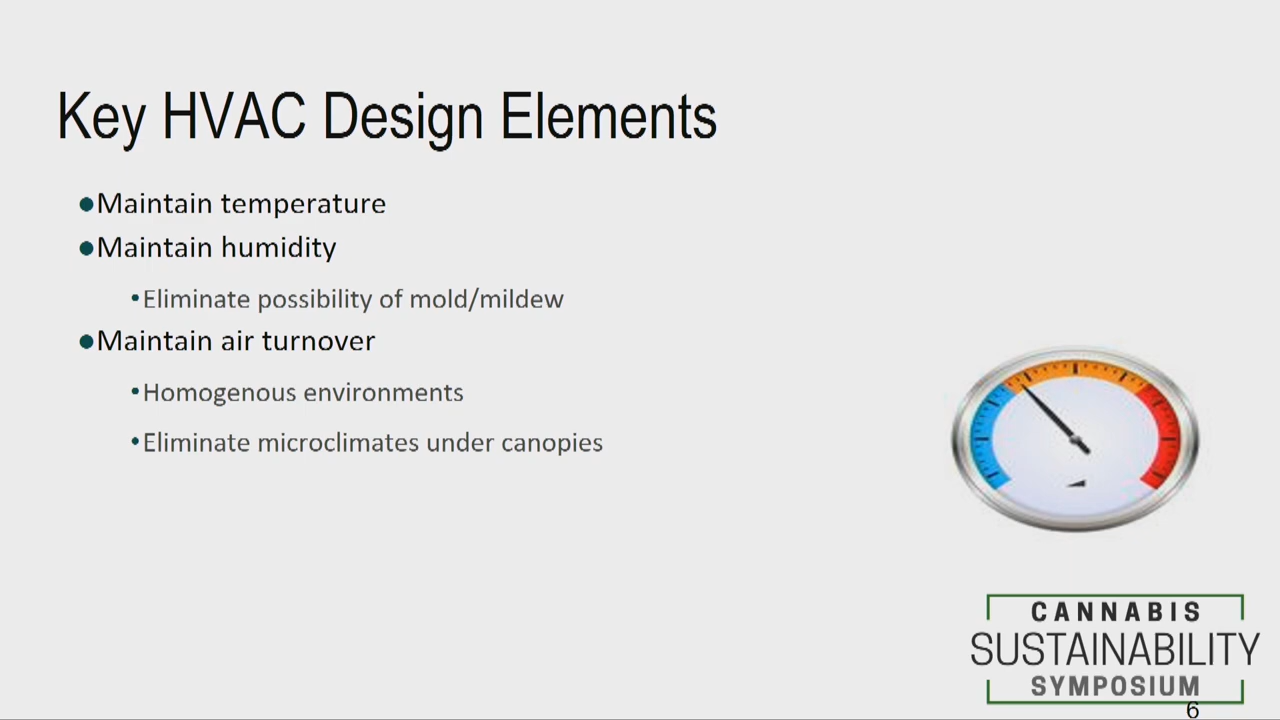 Key HVAC Design Elements
●Maintain temperature
●Maintain humidity
•Eliminate possibility of mold/mildew
●Maintain air turnover
•Homogenous environments
•Eliminate microclimates under canopies
CANNABIS
SUSTAINABILITY
SYMPOSIUM
6